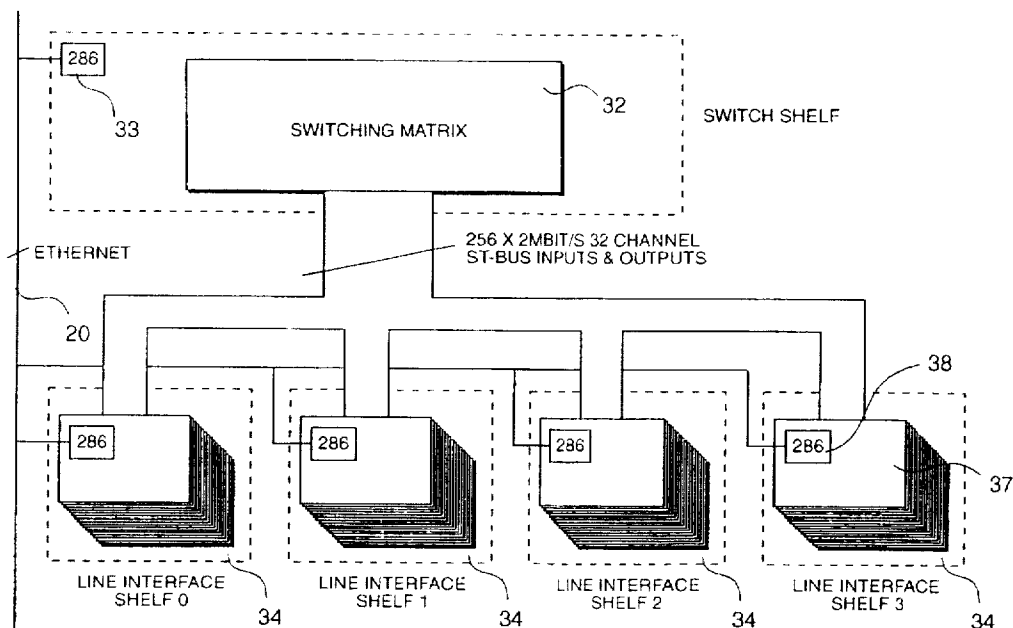 286
33
32
SWITCHING MATRIX
SWITCH SHELF
ETHERNET
256 X 2MBIT/S 32 CHANNEL
ST-BUS INPUTS & OUTPUTS
20
38
286
286
286
286
37
LINE INTERFACE
SHELF 0
34
LINE INTERFACE
SHELF 1
34
LINE INTERFACE
SHELF 2
34
LINE INTERFACE
SHELF 3
34